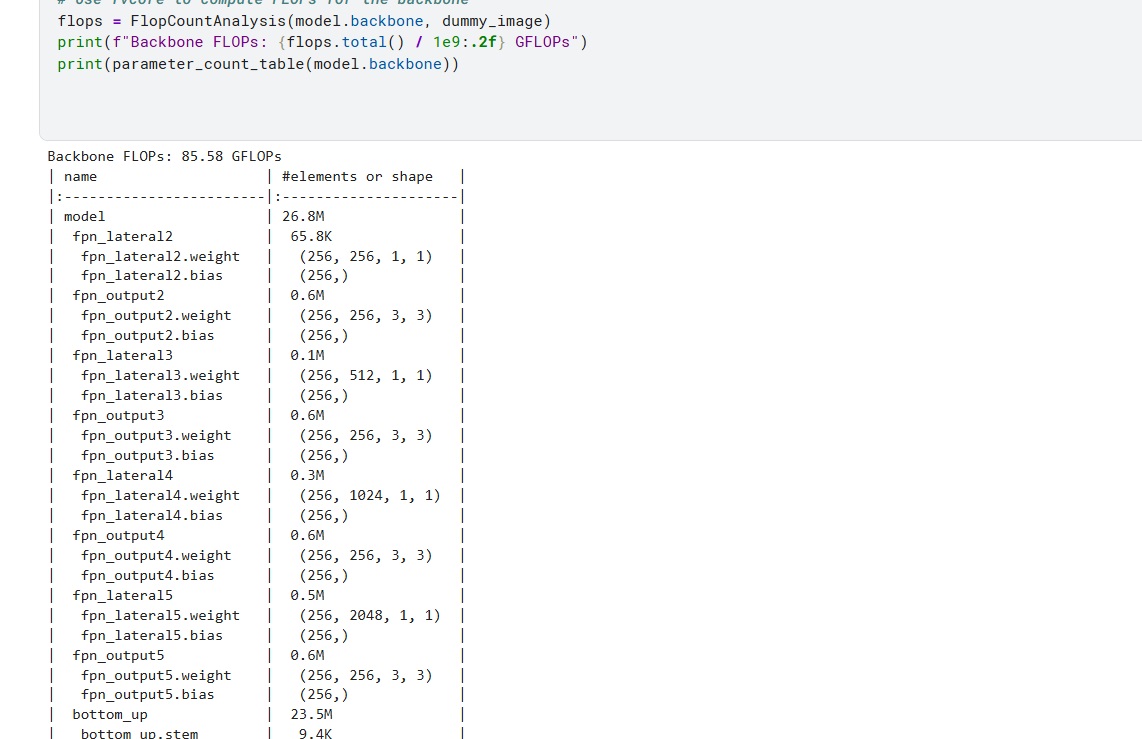 # Use fvcore to compute FLOPs for the backbone
flops = FlopCountAnalysis(model.backbone, dummy_image)
print(f"Backbone FLOPs: {flops.total() / 1e9:.2f} GFLOPs")
print(parameter_count_table(model.backbone))
Backbone FLOPs: 85.58 GFLOPs
| name                   | #elements or shape   |
|:-----------------------|:---------------------|
| model                  | 26.8M                |
|  fpn_lateral2          |  65.8K               |
|   fpn_lateral2.weight  |   (256, 256, 1, 1)   |
|   fpn_lateral2.bias    |   (256,)             |
|  fpn_output2           |  0.6M                |
|   fpn_output2.weight   |   (256, 256, 3, 3)   |
|   fpn_output2.bias     |   (256,)             |
|  fpn_lateral3          |  0.1M                |
|   fpn_lateral3.weight  |   (256, 512, 1, 1)   |
|   fpn_lateral3.bias    |   (256,)             |
|  fpn_output3           |  0.6M                |
|   fpn_output3.weight   |   (256, 256, 3, 3)   |
|   fpn_output3.bias     |   (256,)             |
|  fpn_lateral4          |  0.3M                |
|   fpn_lateral4.weight  |   (256, 1024, 1, 1)  |
|   fpn_lateral4.bias    |   (256,)             |
|  fpn_output4           |  0.6M                |
|   fpn_output4.weight   |   (256, 256, 3, 3)   |
|   fpn_output4.bias     |   (256,)             |
|  fpn_lateral5          |  0.5M                |
|   fpn_lateral5.weight  |   (256, 2048, 1, 1)  |
|   fpn_lateral5.bias    |   (256,)             |
|  fpn_output5           |  0.6M                |
|   fpn_output5.weight   |   (256, 256, 3, 3)   |
|   fpn_output5.bias     |   (256,)             |
|  bottom_up             |  23.5M               |
|   bottom_up.stem       |   9.4K               |